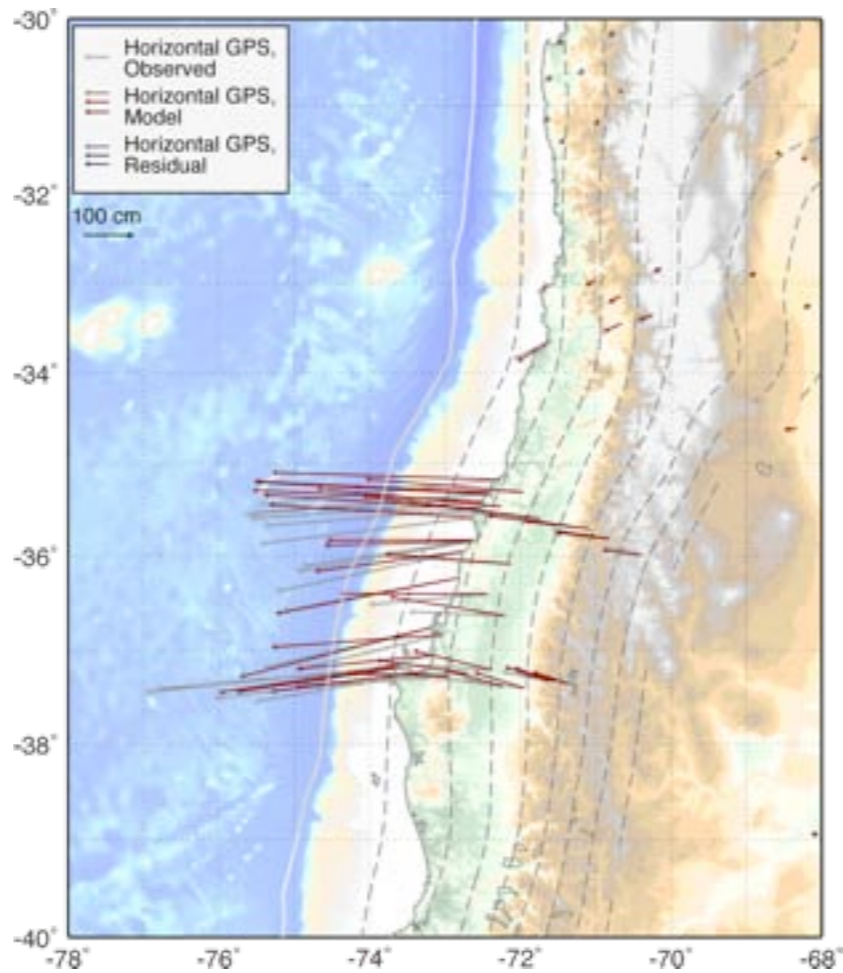 -30°
Horizontal GPS,
Observed
Horizontal GPS,
Model
Horizontal GPS,
Residual
-32°
100 cm
-34°
-36°
-38°
-40°
-78° -76° -74° -72° -70° -68°